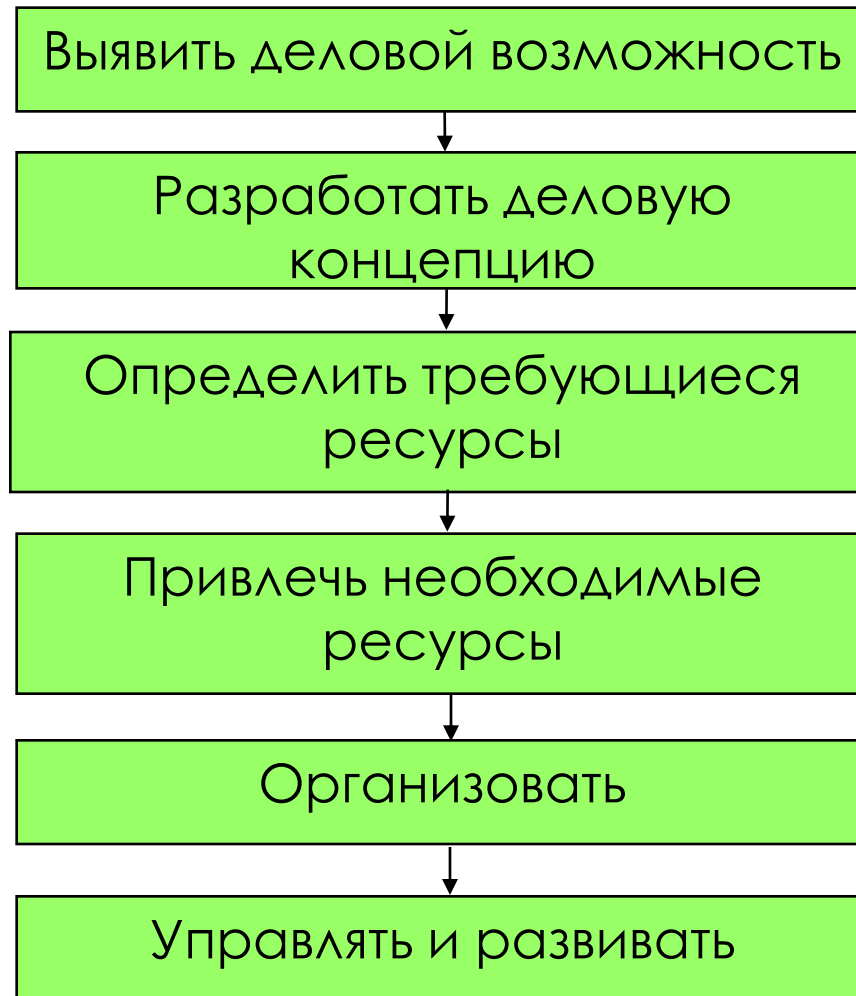 Выявить деловой возможность
Разработать деловую
концепцию
Определить требующиеся
ресурсы
Привлечь необходимые
ресурсы
Организовать
Управлять и развивать